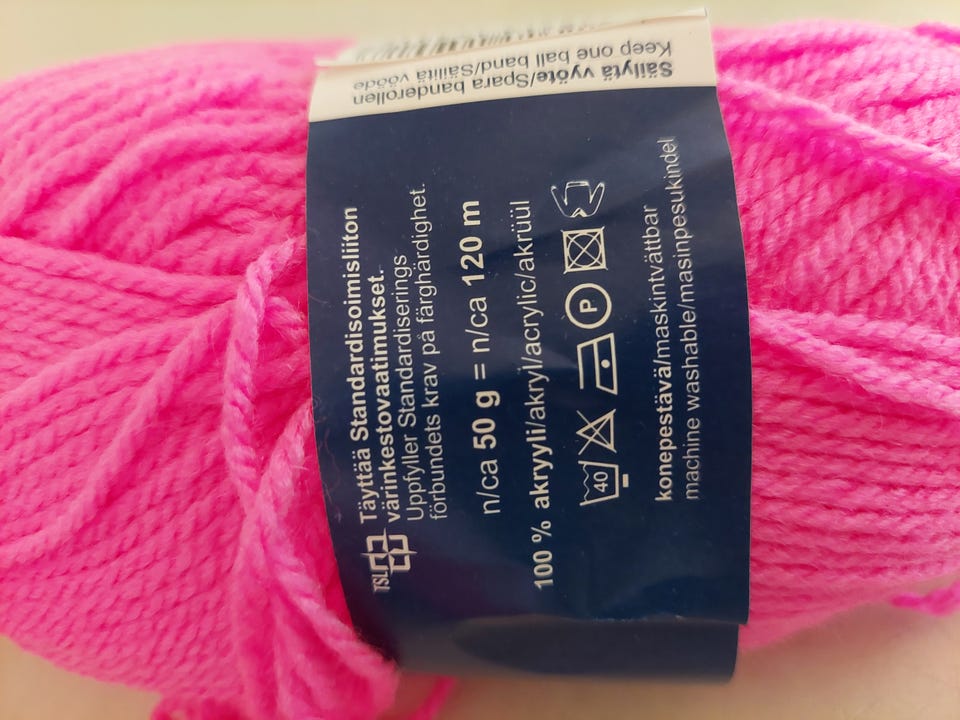 TSL
Täyttää Standardisoimisliiton
värinkestovaatimukset.
Uppfyller Standardiserings
förbundets krav på färghärdighet.
n/ca 50 g = n/ca 120 m
100 % akryyli/akryl/acrylic/akrüül
40 P
konepestävä/maskintvättbar
machine washable/masinpesukindel
Säilytä vyöte/Spara banderollen
Keep one ball band/Säilitä vööde